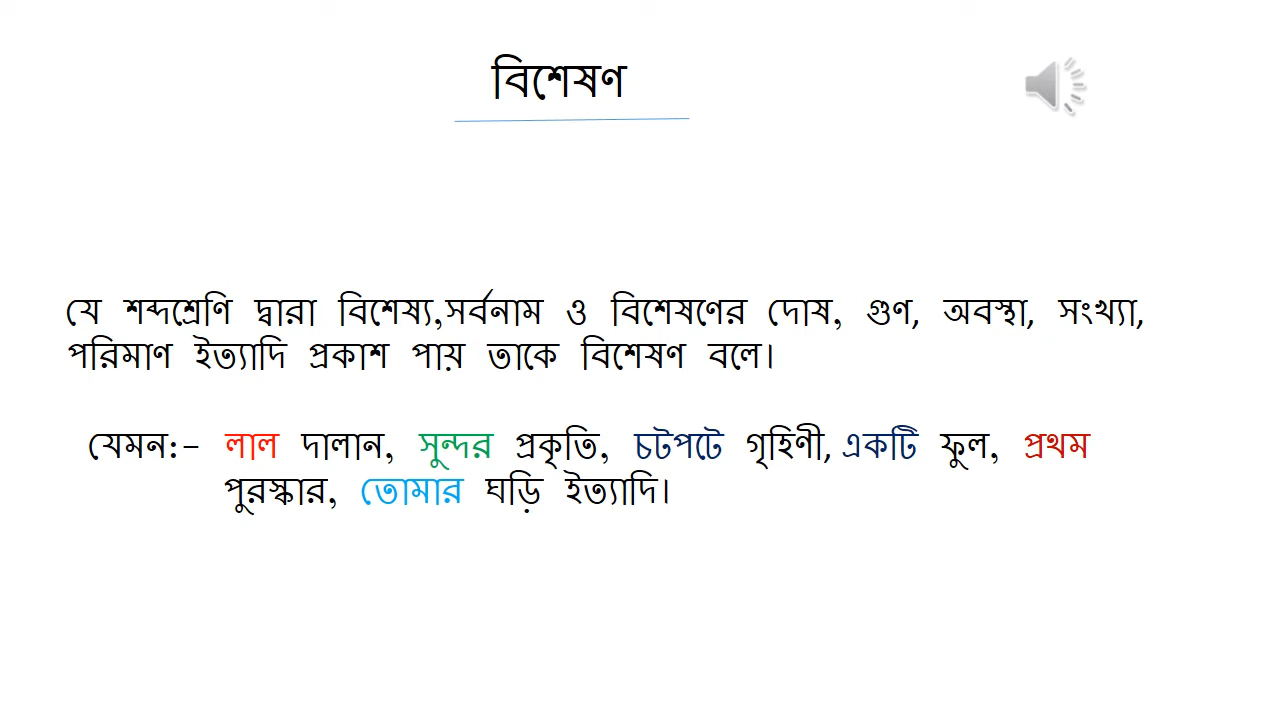 বিশেষণ
যে শব্দশ্রেণি দ্বারা বিশেষ্য,সর্বনাম ও বিশেষণের দোষ, গুণ, অবস্থা, সংখ্যা,
পরিমাণ ইত্যাদি প্রকাশ পায় তাকে বিশেষণ বলে।
যেমন:- লাল দালান, সুন্দর প্রকৃতি, চটপটে গৃহিণী, একটি ফুল, প্রথম
পুরস্কার, তোমার ঘড়ি ইত্যাদি।